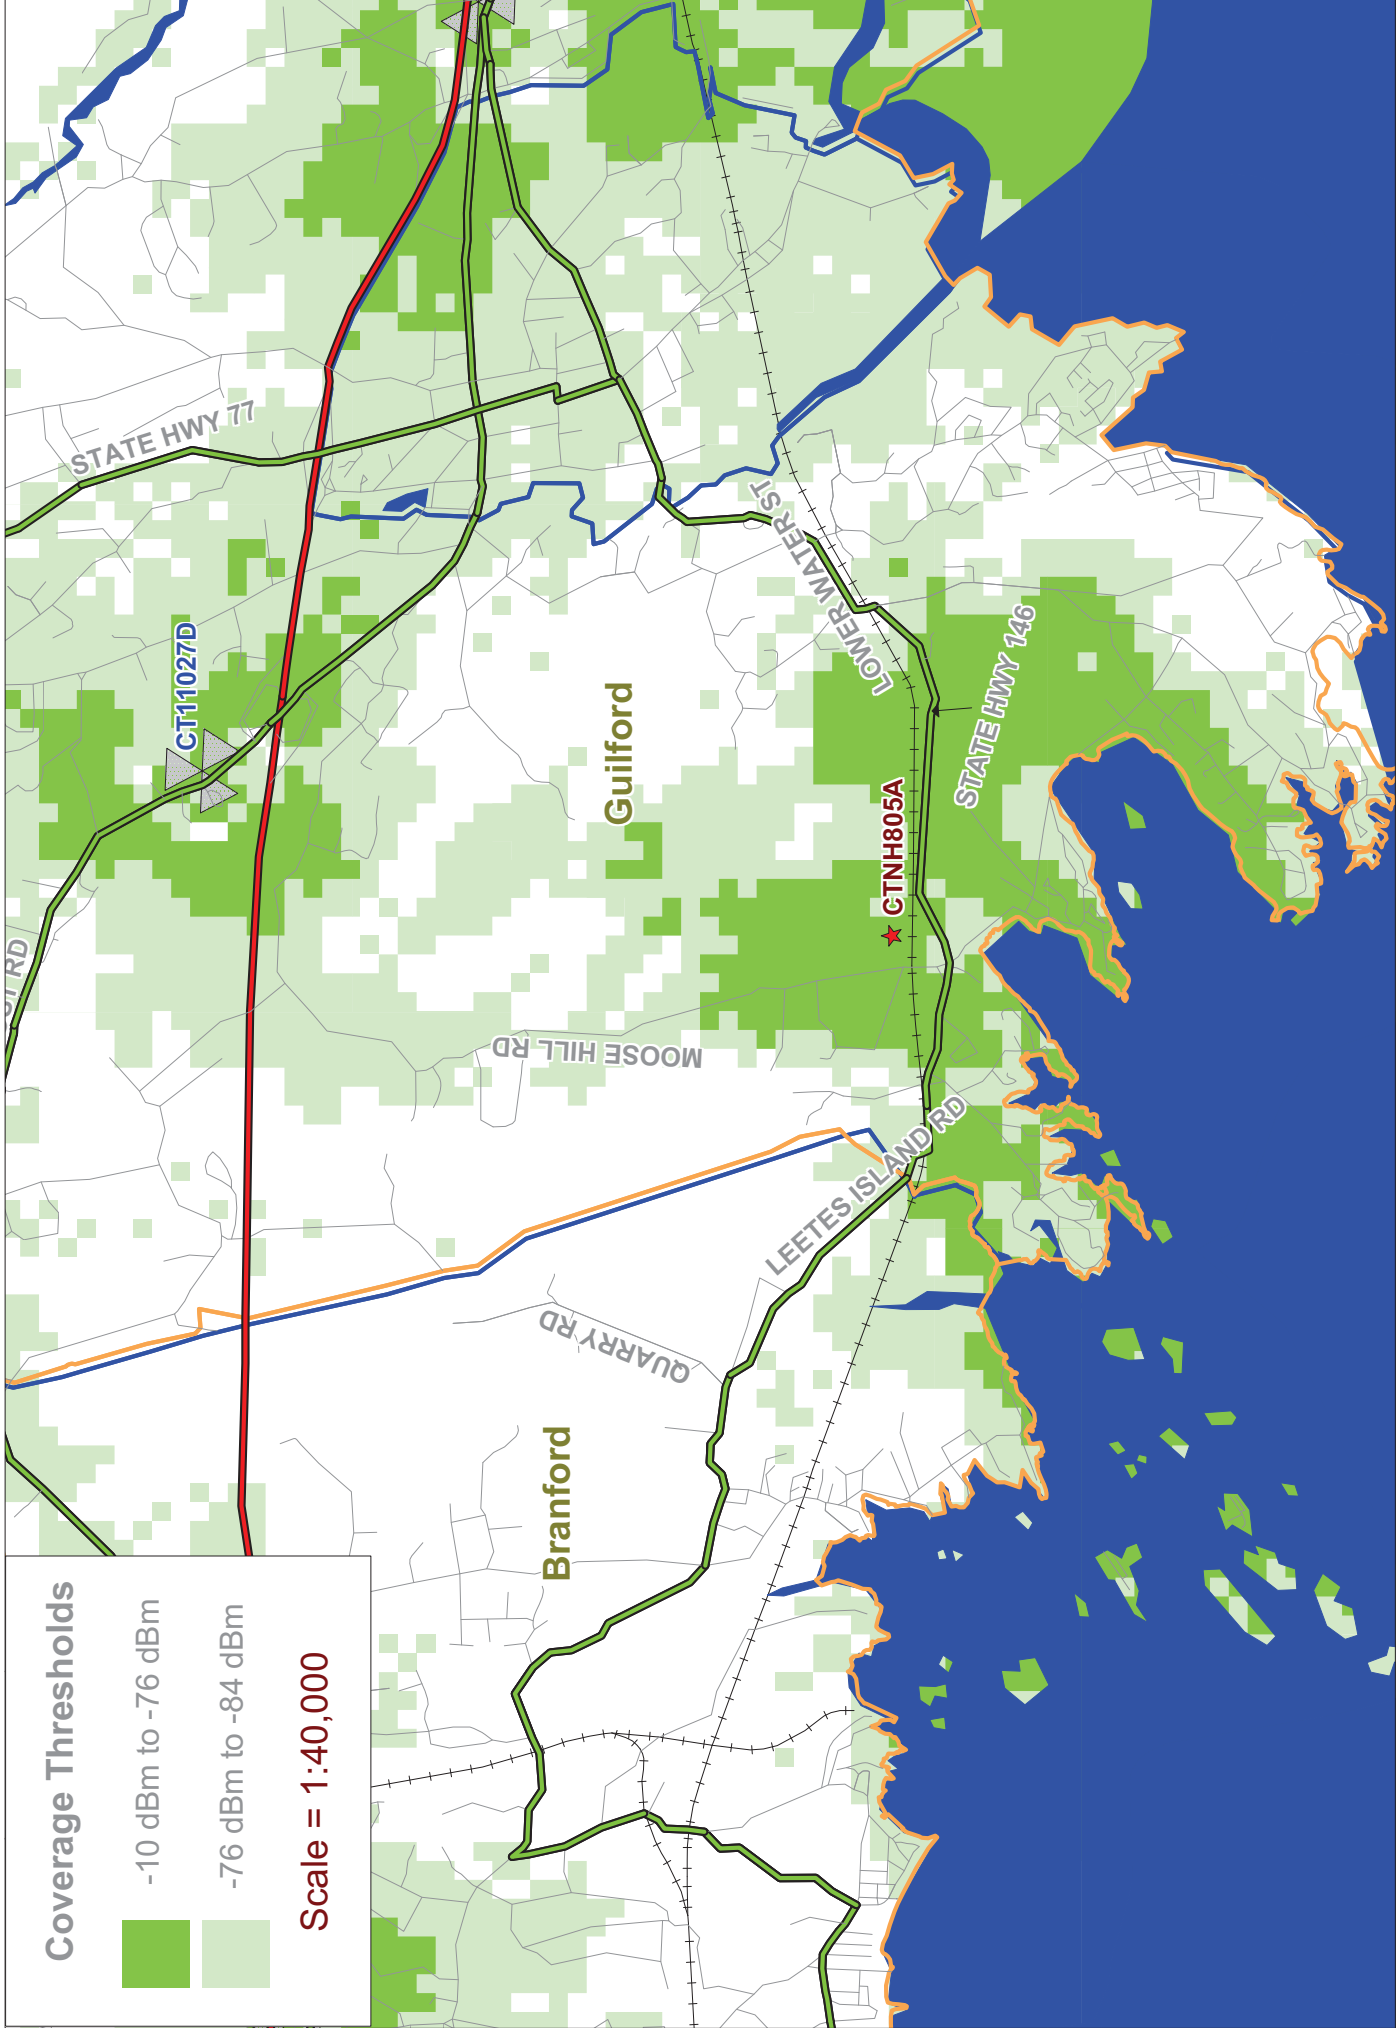 Coverage Thresholds
-10 dBm to -76 dBm
-76 dBm to -84 dBm
Scale = 1:40,000
RD
STATE HWY 77
CT11027D
Guilford
MOOSE HILL RD
LOWER WATER ST
STATE HWY 146
CTNH805A
LEETES ISLAND RD
QUARRY RD
Branford